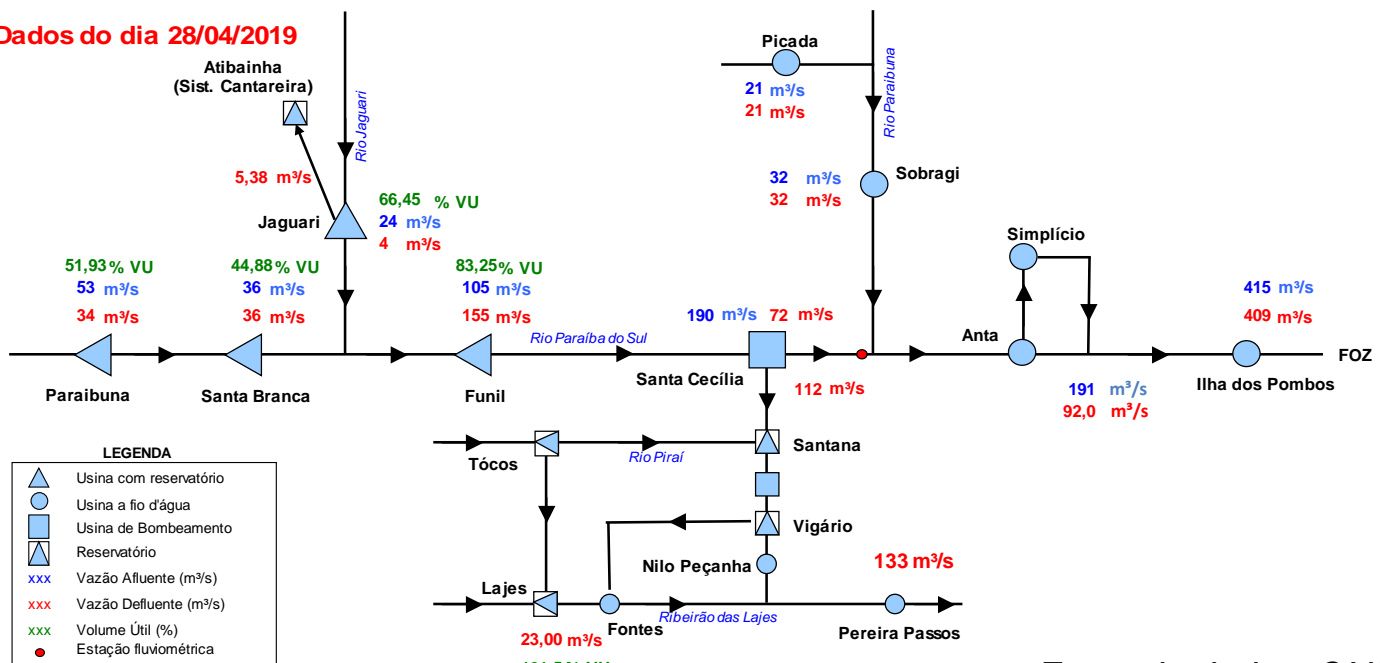 Dados do dia 28/04/2019
Atibainha
(Sist. Cantareira)
Rio Jaguari
5,38 m³/s
Jaguari
66,45 % VU
24 m³/s
4 m³/s
Picada
21 m³/s
21 m³/s
Rio Paraibuna
32 m³/s
32 m³/s
Sobragi
51,93 % VU
53 m³/s
34 m³/s
Paraibuna
44,88 % VU
36 m³/s
36 m³/s
Santa Branca
83,25 % VU
105 m³/s
155 m³/s
Funil
Rio Paraíba do Sul
190 m³/s 72 m³/s
Santa Cecília
112 m³/s
Simplício
Anta
191 m³/s
92,0 m³/s
415 m³/s
409 m³/s
Ilha dos Pombos
FOZ
Tócos
Rio Piraí
Santana
Vigário
Nilo Peçanha
133 m³/s
Lajes
23,00 m³/s
Fontes
Ribeirão das Lajes
Pereira Passos
LEGENDA
Usina com reservatório
Usina a fio d'água
Usina de Bombeamento
Reservatório
xxx Vazão Afluente (m³/s)
xxx Vazão Defluente (m³/s)
xxx Volume Útil (%)
Estação fluviométrica